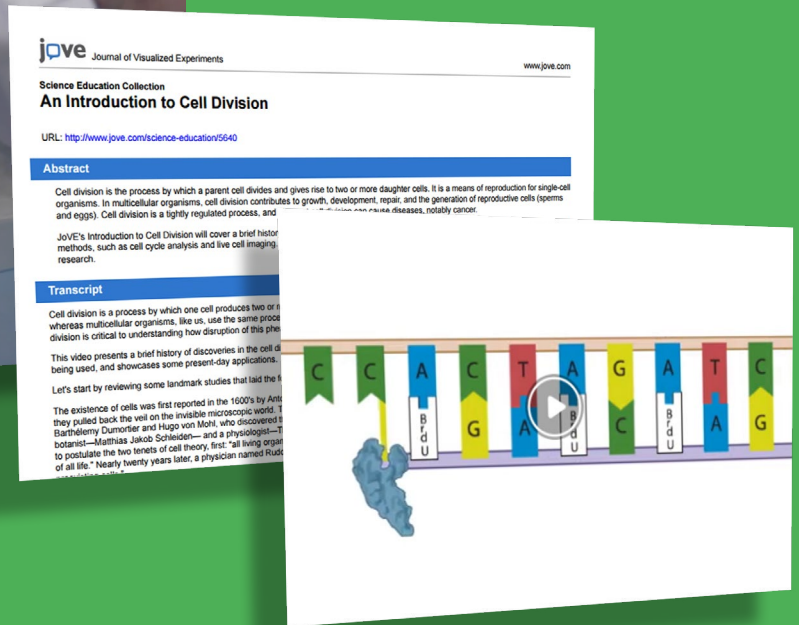 jove Journal of Visualized Experiments
www.jove.com
Science Education Collection
An Introduction to Cell Division
URL: http://www.jove.com/science-education/5640
Abstract
Cell division is the process by which a parent cell divides and gives rise to two or more daughter cells. It is a means of reproduction for single-cell
organisms. In multicellular organisms, cell division contributes to growth, development, repair, and the generation of reproductive cells (sperms
and eggs). Cell division is a tightly regulated process, and cell division can cause diseases, notably cancer.
JoVE's Introduction to Cell Division will cover a brief
methods, such as cell cycle analysis and live cell imaging.
research.
Transcript
Cell division is a process by which one cell produces two or
whereas multicellular organisms, like us, use the same
division is critical to understanding how disruption of this
This video presents a brief history of discoveries in the cell
being used, and showcases some present-day applications.
Let's start by reviewing some landmark studies that laid the
The existence of cells was first reported in the 1600's by
they pulled back the veil on the invisible microscopic world.
Barthélemy Dumortier and Hugo von Mohl, who discovered
botanist—Matthias Jakob Schleiden— and a physiologist—
to postulate the two tenets of cell theory, first: "all living
of all life." Nearly twenty years later, a physician named
C C A C T A G A T C
BrdU G A BrdU C BrdU A G